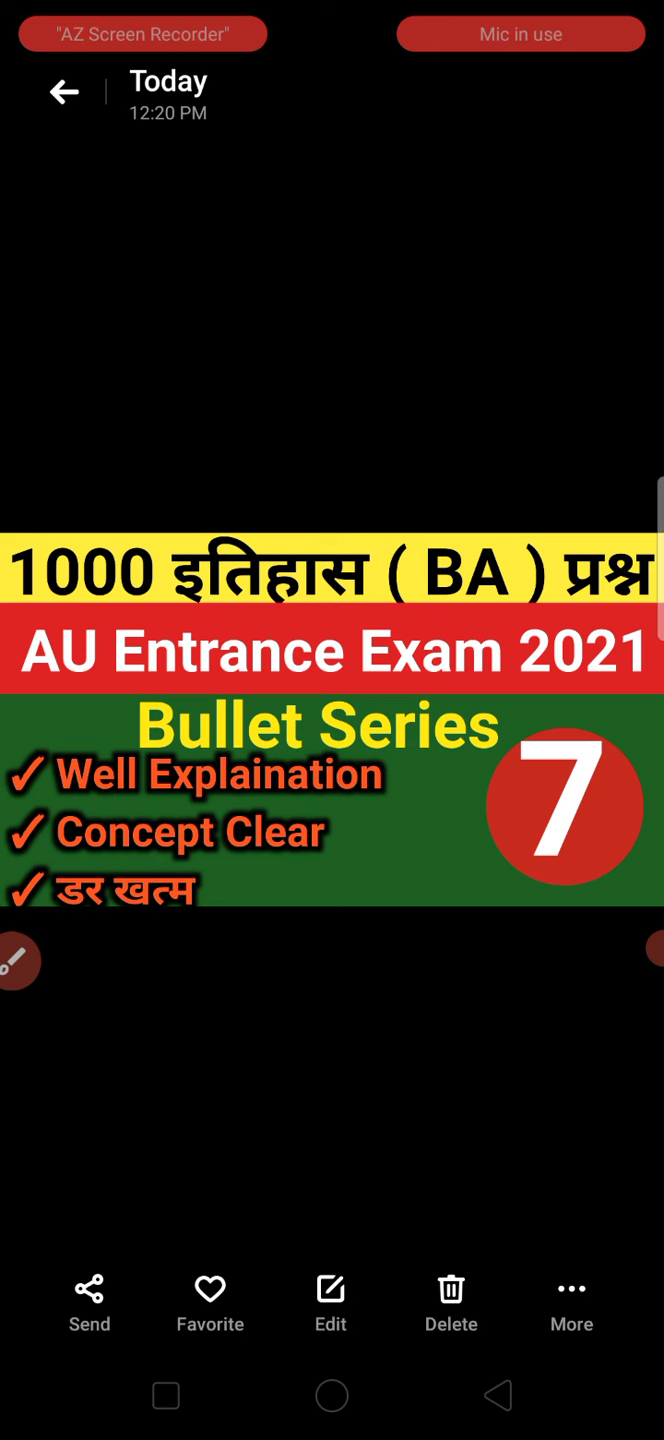 "AZ Screen Recorder" Mic in use
Today
12:20 PM
1000 इतिहास ( BA ) प्रश्न
AU Entrance Exam 2021
Bullet Series
7
✓ Well Explaination
✓ Concept Clear
✓ डर खत्म
Send Favorite Edit Delete More